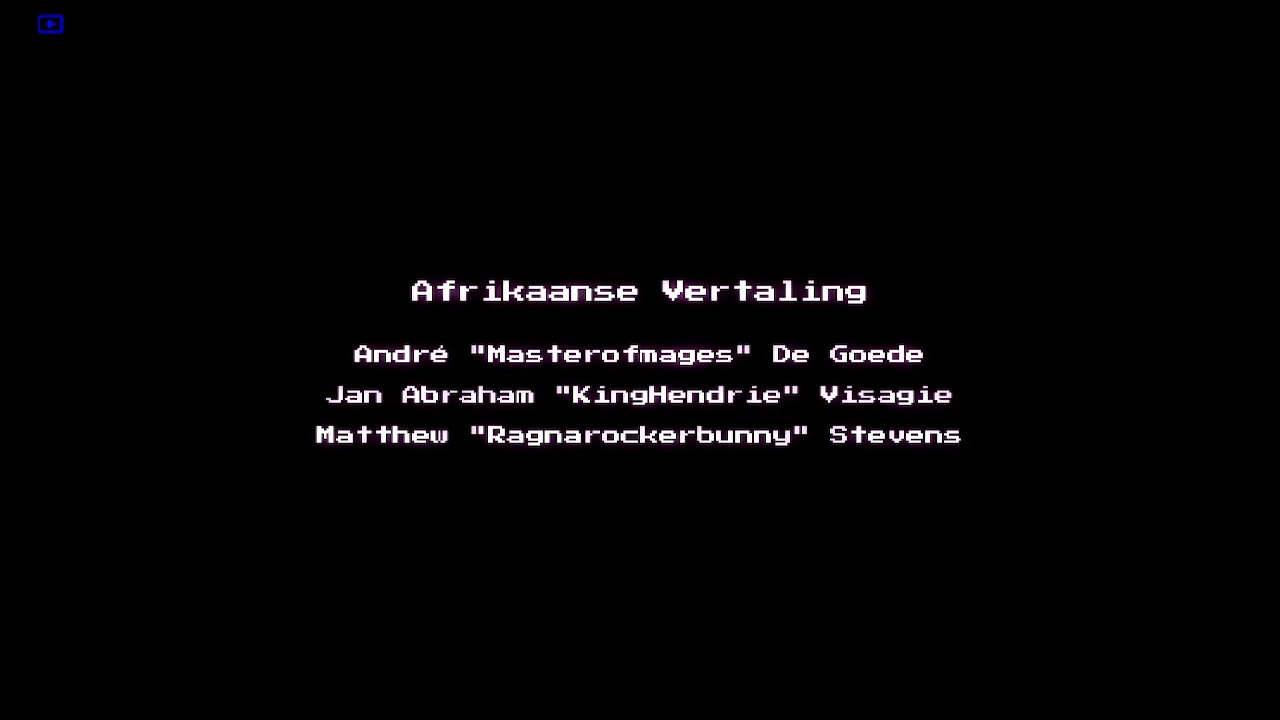 Afrikaanse Vertaling
André "Masterofmages" De Goede
Jan Abraham "KingHendrie" Visagie
Matthew "Ragnarockerbunny" Stevens